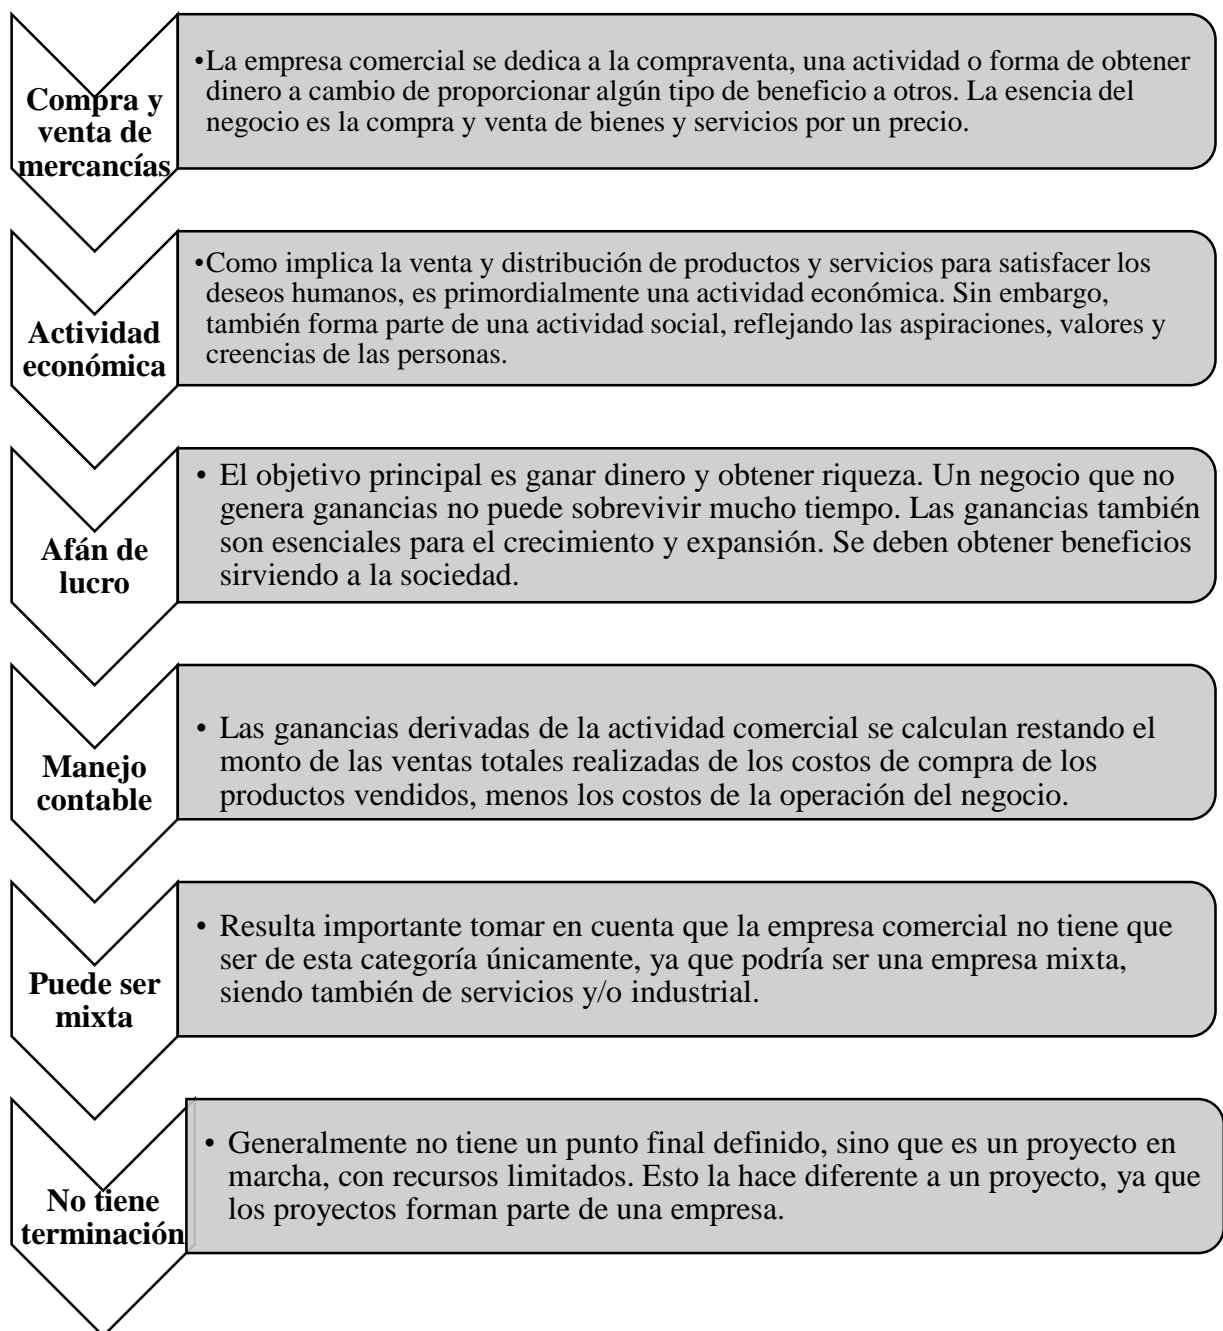 Compra y
venta de
mercancías
•La empresa comercial se dedica a la compraventa, una actividad o forma de obtener
dinero a cambio de proporcionar algún tipo de beneficio a otros. La esencia del
negocio es la compra y venta de bienes y servicios por un precio.
Actividad
económica
•Como implica la venta y distribución de productos y servicios para satisfacer los
deseos humanos, es primordialmente una actividad económica. Sin embargo,
también forma parte de una actividad social, reflejando las aspiraciones, valores y
creencias de las personas.
Afán de
lucro
• El objetivo principal es ganar dinero y obtener riqueza. Un negocio que no
genera ganancias no puede sobrevivir mucho tiempo. Las ganancias también
son esenciales para el crecimiento y expansión. Se deben obtener beneficios
sirviendo a la sociedad.
Manejo
contable
• Las ganancias derivadas de la actividad comercial se calculan restando el
monto de las ventas totales realizadas de los costos de compra de los
productos vendidos, menos los costos de la operación del negocio.
Puede ser
mixta
• Resulta importante tomar en cuenta que la empresa comercial no tiene que
ser de esta categoría únicamente, ya que podría ser una empresa mixta,
siendo también de servicios y/o industrial.
No tiene
terminación
• Generalmente no tiene un punto final definido, sino que es un proyecto en
marcha, con recursos limitados. Esto la hace diferente a un proyecto, ya que
los proyectos forman parte de una empresa.